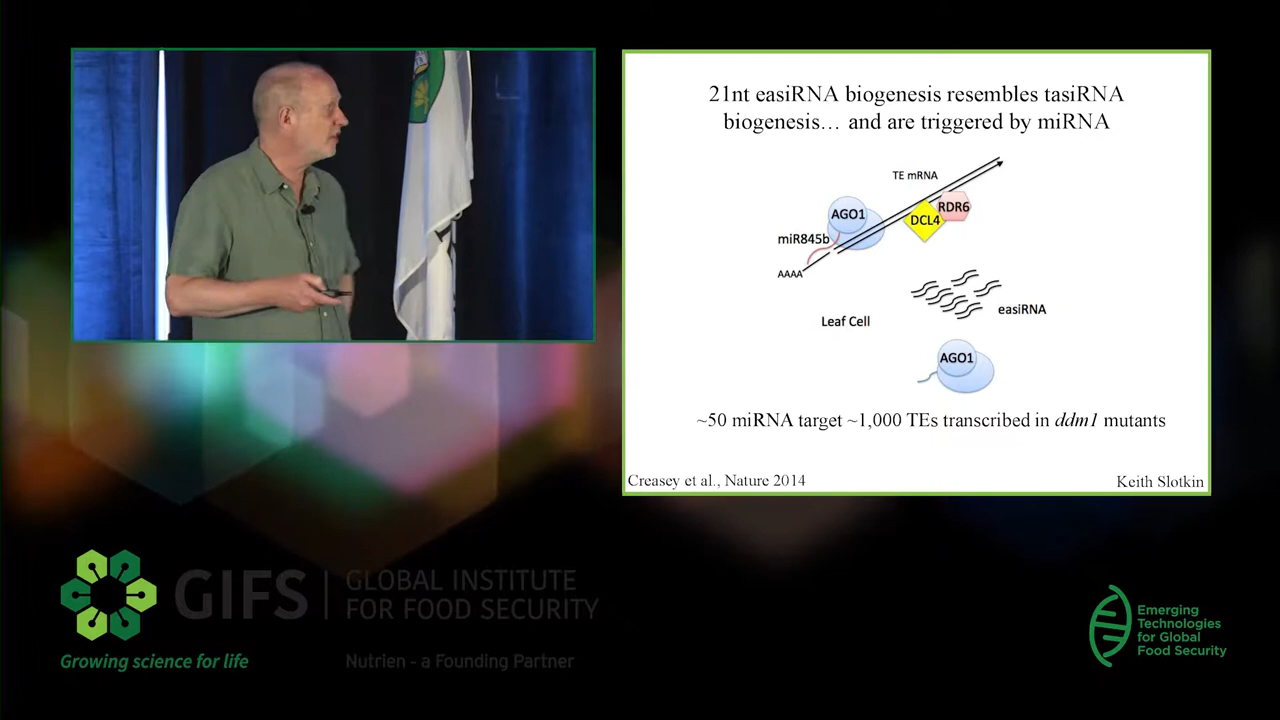 21nt easiRNA biogenesis resembles tasiRNA
biogenesis… and are triggered by miRNA
TE mRNA
AGO1
RDR6
DCL4
miR845b
AAAA
easiRNA
Leaf Cell
AGO1
~50 miRNA target ~1,000 TEs transcribed in ddm1 mutants
Creasey et al., Nature 2014
Keith Slotkin
GIFS
GLOBAL INSTITUTE
FOR FOOD SECURITY
Growing science for life
Nutrien - a Founding Partner
Emerging
Technologies
for Global
Food Security